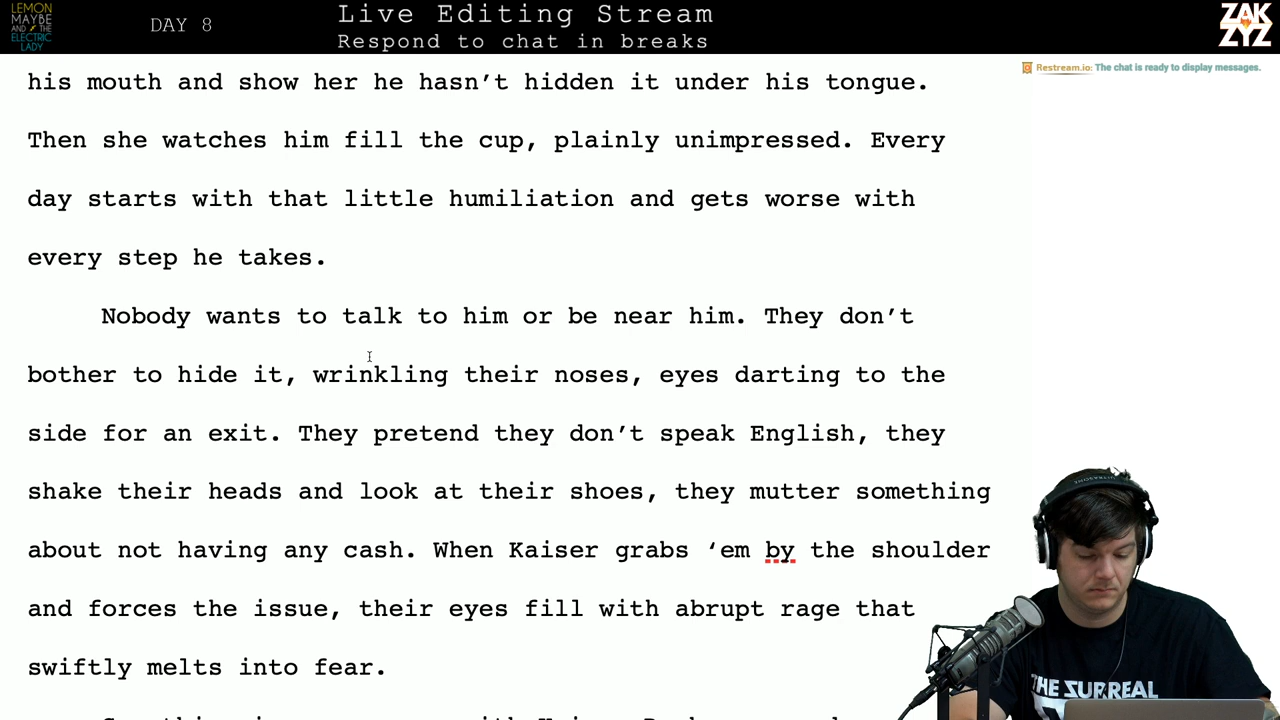 LEMON
MAYBE
AND THE
ELECTRIC
LADY
DAY 8
Live Editing Stream
Respond to chat in breaks
ZAK
ZYZ
Restream.io: The chat is ready to display messages.
his mouth and show her he hasn’t hidden it under his tongue.
Then she watches him fill the cup, plainly unimpressed. Every
day starts with that little humiliation and gets worse with
every step he takes.
Nobody wants to talk to him or be near him. They don’t
bother to hide it, wrinkling their noses, eyes darting to the
side for an exit. They pretend they don’t speak English, they
shake their heads and look at their shoes, they mutter something
about not having any cash. When Kaiser grabs ‘em by the shoulder
and forces the issue, their eyes fill with abrupt rage that
swiftly melts into fear.
THE SURREAL